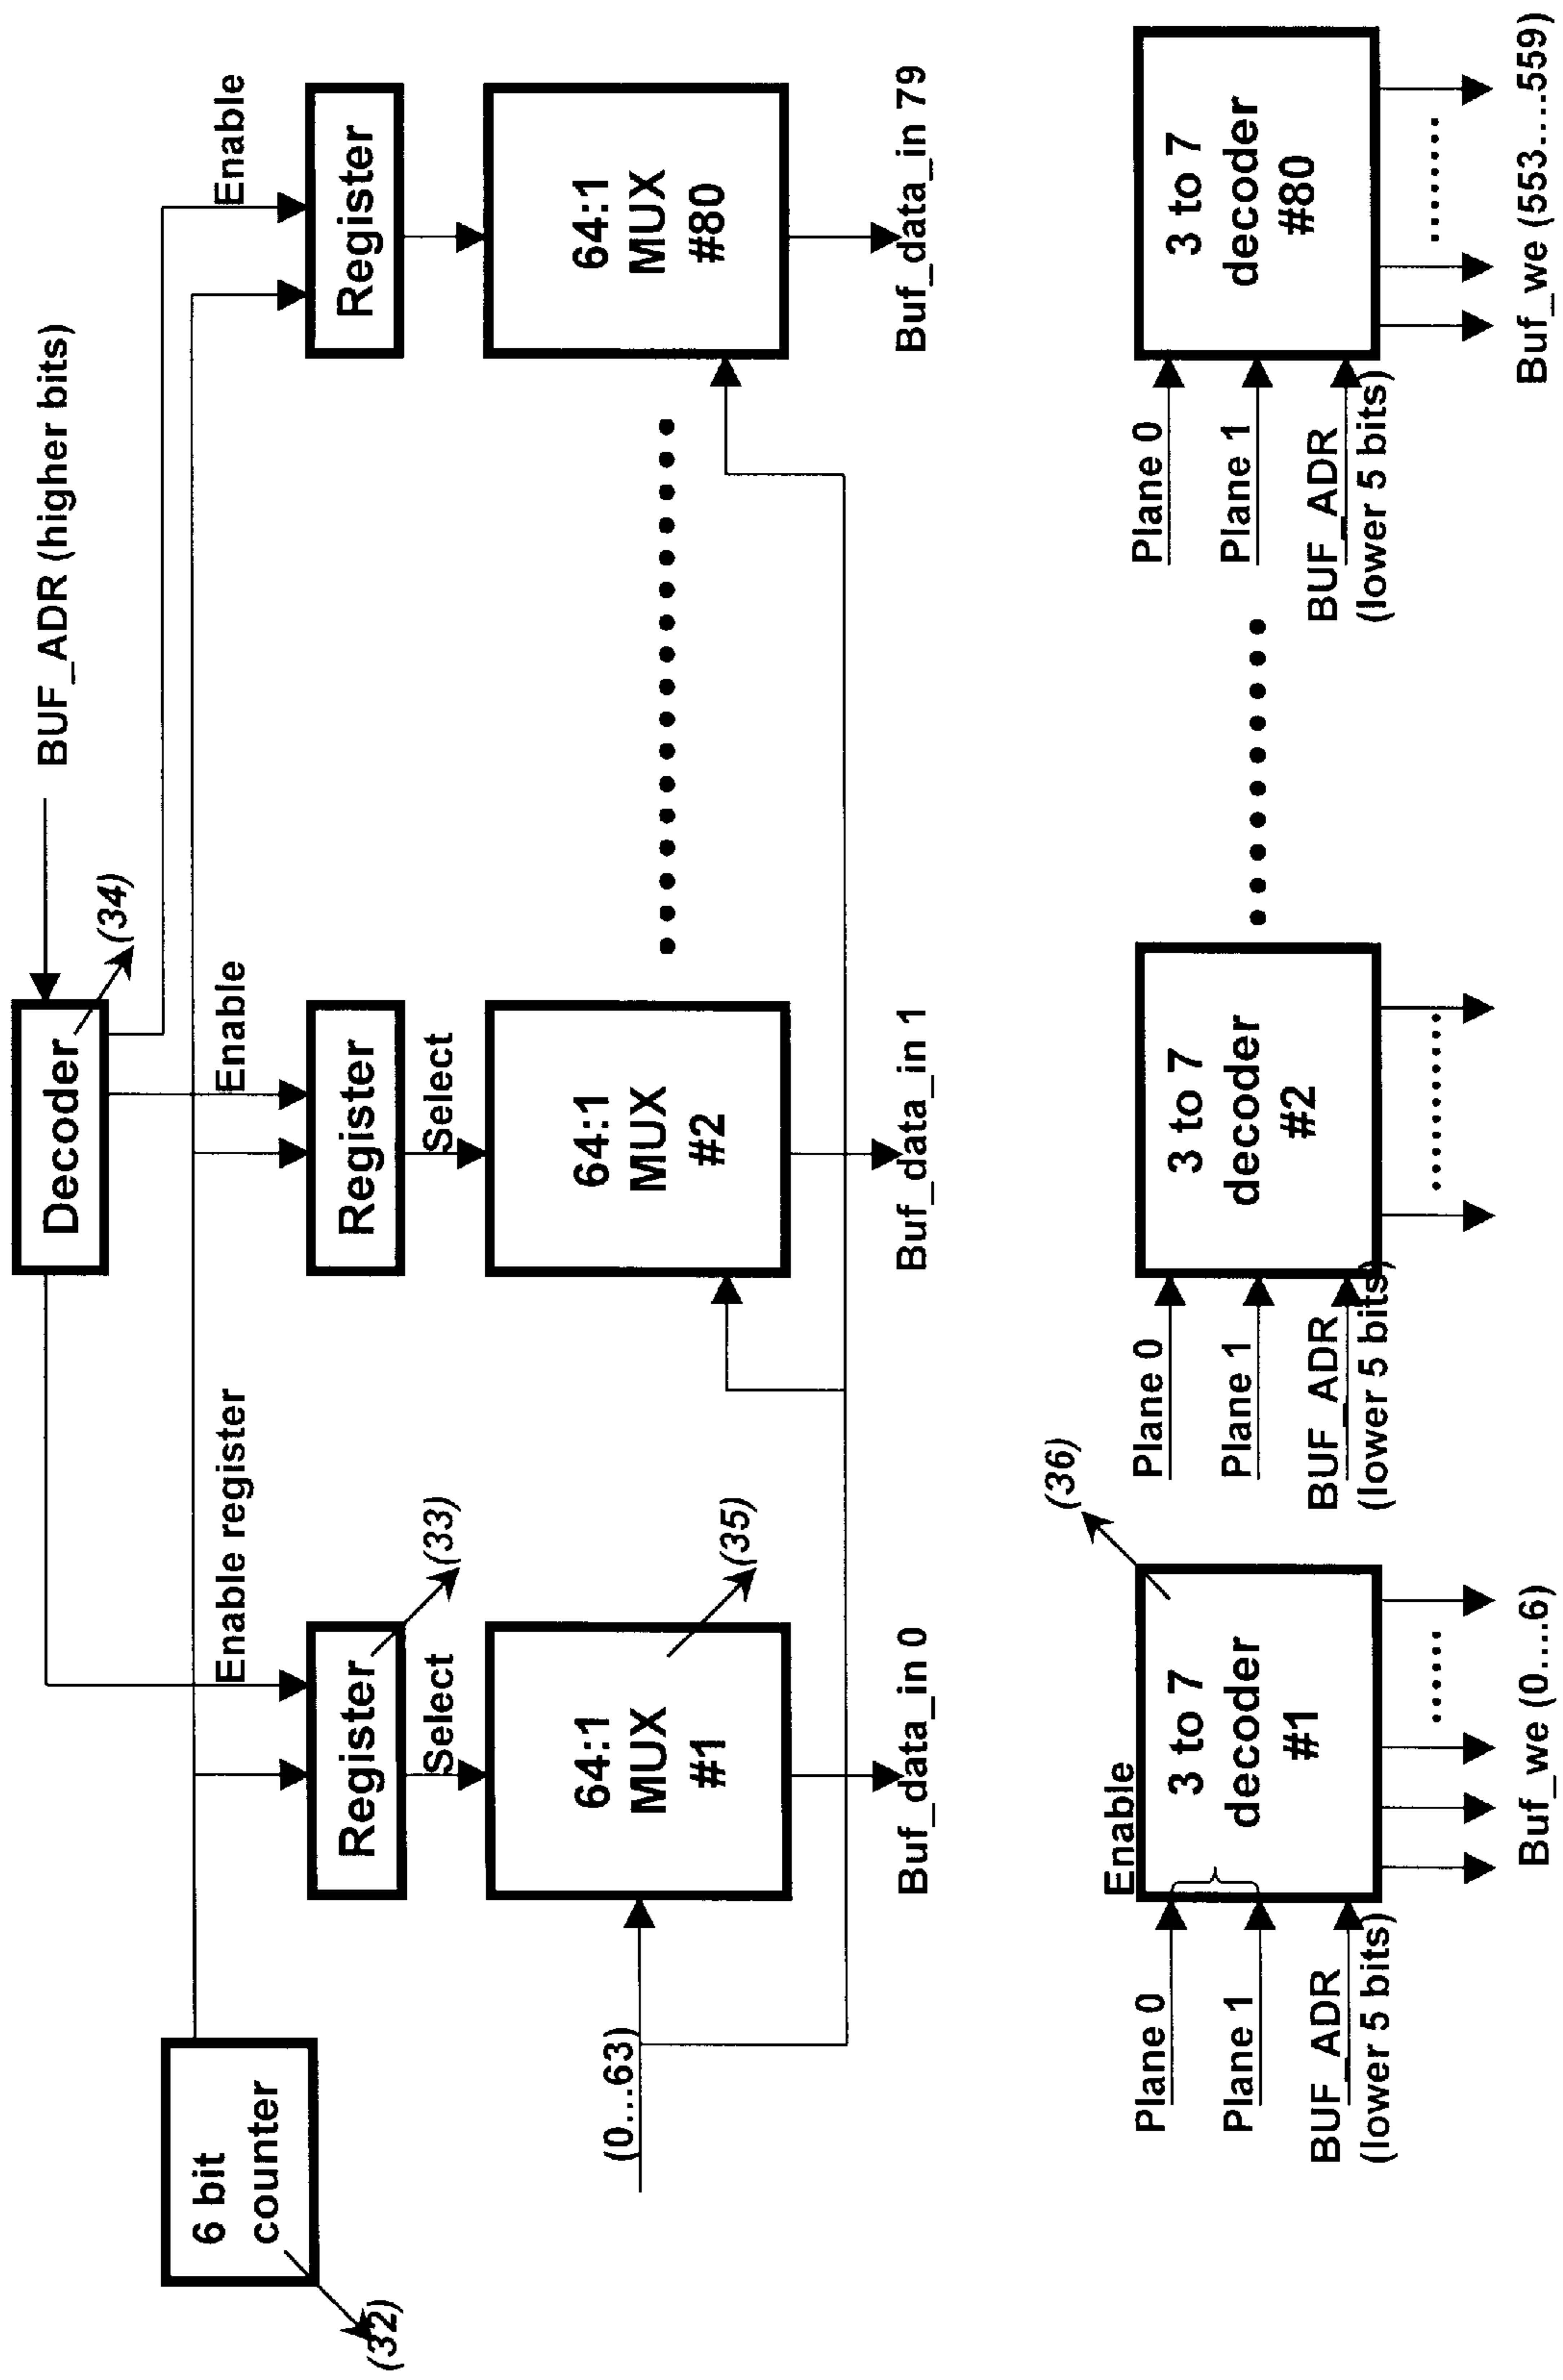 BUF_ADR (higher bits)
Decoder
(34)
6 bit
counter
(32)
Enable register
Enable
Enable
Register
(33)
Register
Register
Select
Select
64:1
MUX
#1
(35)
64:1
MUX
#2
64:1
MUX
#80
(0...63)
Buf_data_in 0
Buf_data_in 1
Buf_data_in 79
Enable
(36)
Plane 0
Plane 1
BUF_ADR
(lower 5 bits)
3 to 7
decoder
#1
Plane 0
Plane 1
BUF_ADR
(lower 5 bits)
3 to 7
decoder
#2
Plane 0
Plane 1
BUF_ADR
(lower 5 bits)
3 to 7
decoder
#80
Buf_we (0....6)
Buf_we (553....559)